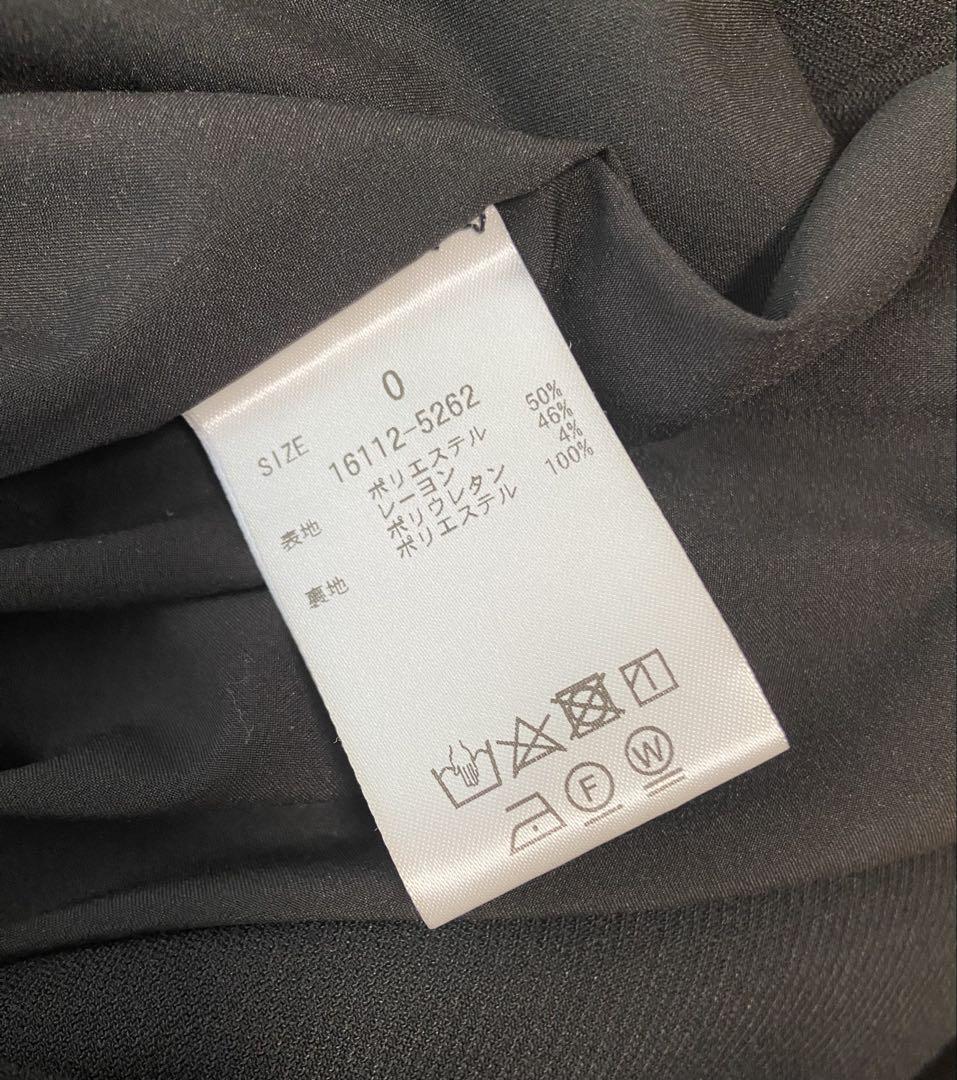 SIZE 0
16112-5262
表地 ポリエステル 50%
レーヨン 46%
ポリウレタン 4%
裏地 ポリエステル 100%
F W